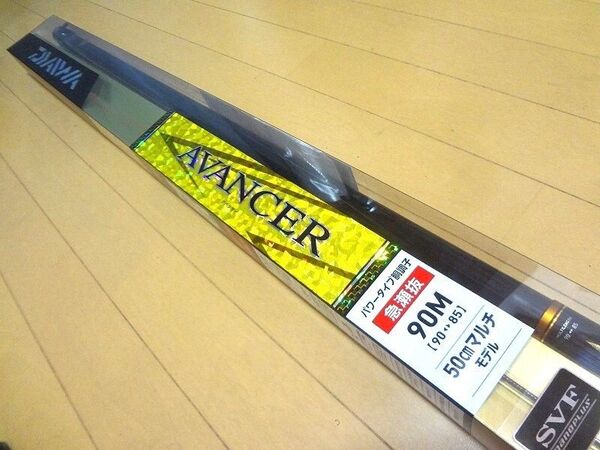 DAIWA
AVANCER
パワータイプ胴調子
急瀬抜
90M
[90↔85]
50cmマルチ
モデル
SVF
nanoplus